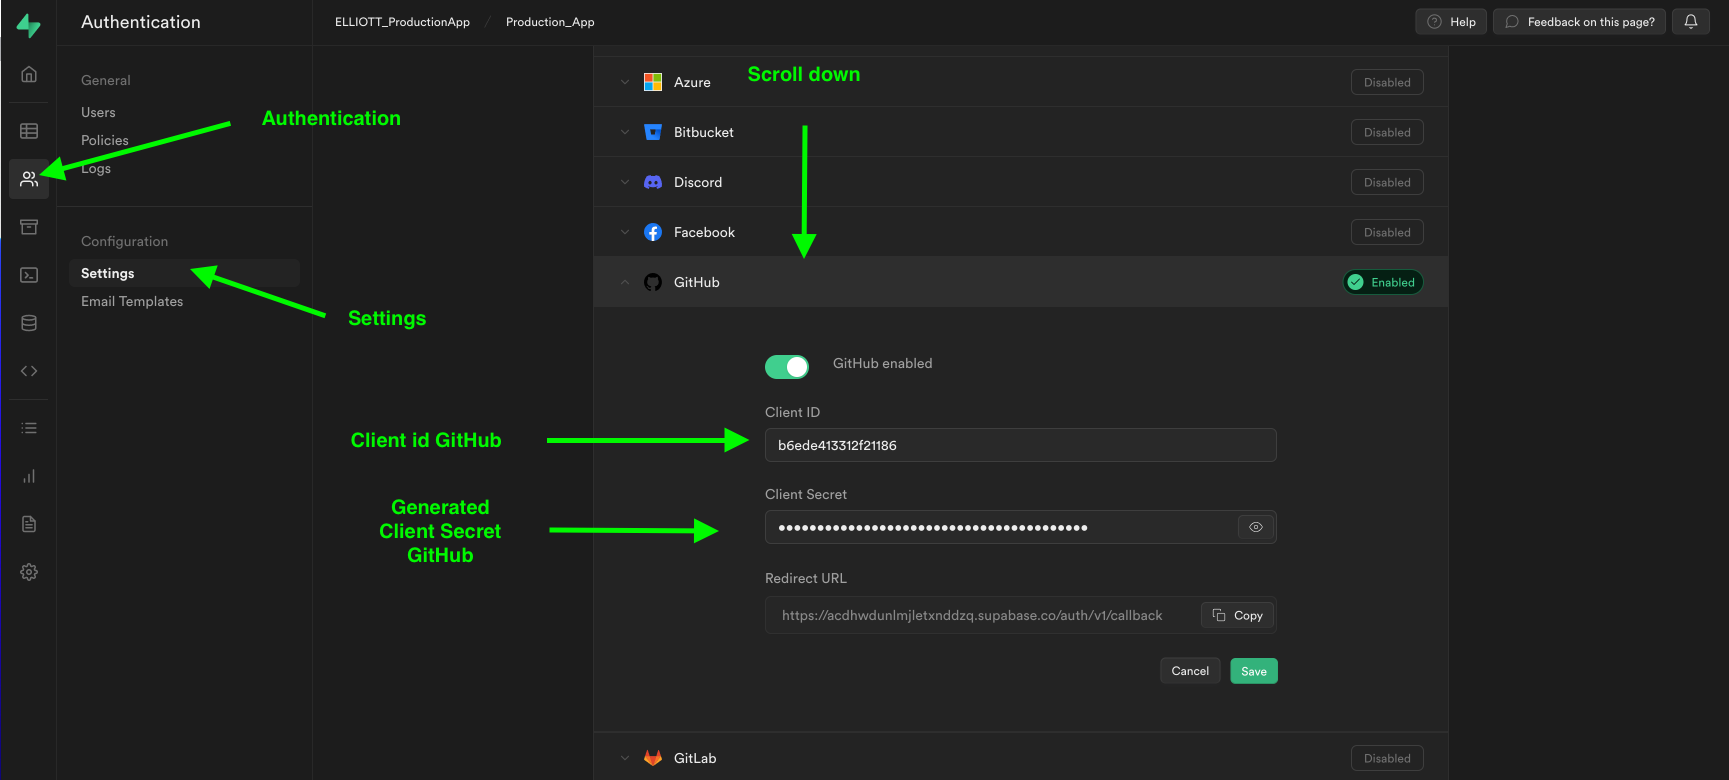 Authentication
ELLIOTT_ProductionApp / Production_App
Help
Feedback on this page?
General
Users
Policies
Logs
Configuration
Settings
Email Templates
Authentication
Settings
Scroll down
Azure
Disabled
Bitbucket
Disabled
Discord
Disabled
Facebook
Disabled
GitHub
Enabled
GitHub enabled
Client id GitHub
Client ID
b6ede413312f21186
Generated
Client Secret
GitHub
Client Secret
••••••••••••••••••••••••••••••••••••••••
Redirect URL
https://acdhwdunlmjletxnddzq.supabase.co/auth/v1/callback
Copy
Cancel
Save
GitLab
Disabled